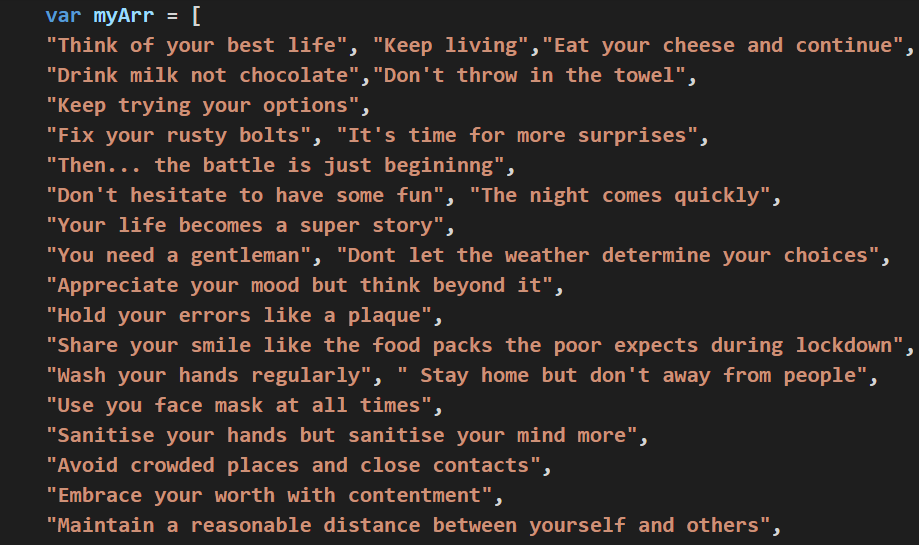 var myArr = [
"Think of your best life", "Keep living","Eat your cheese and continue",
"Drink milk not chocolate","Don't throw in the towel",
"Keep trying your options",
"Fix your rusty bolts", "It's time for more surprises",
"Then... the battle is just begininng",
"Don't hesitate to have some fun", "The night comes quickly",
"Your life becomes a super story",
"You need a gentleman", "Dont let the weather determine your choices",
"Appreciate your mood but think beyond it",
"Hold your errors like a plaque",
"Share your smile like the food packs the poor expects during lockdown",
"Wash your hands regularly", " Stay home but don't away from people",
"Use you face mask at all times",
"Sanitise your hands but sanitise your mind more",
"Avoid crowded places and close contacts",
"Embrace your worth with contentment",
"Maintain a reasonable distance between yourself and others",